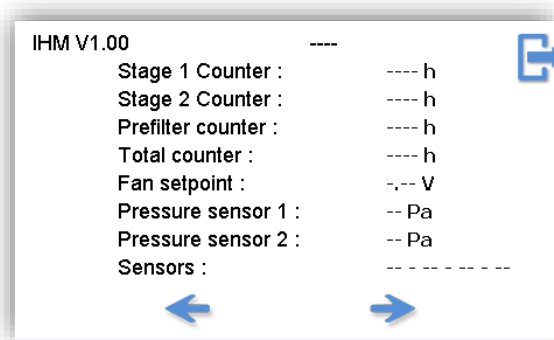 IHM V1.00 ----
Stage 1 Counter : ---- h
Stage 2 Counter : ---- h
Prefilter counter : ---- h
Total counter : ---- h
Fan setpoint : -.-- V
Pressure sensor 1 : -- Pa
Pressure sensor 2 : -- Pa
Sensors : -- - -- - -- - --